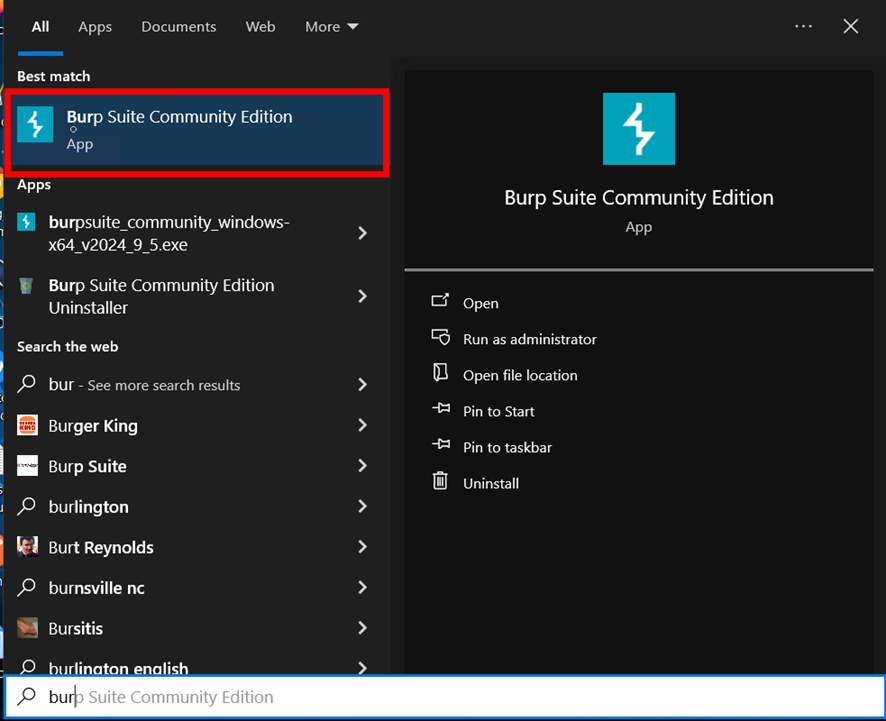 All Apps Documents Web More
Best match
Burp Suite Community Edition
App
Apps
burpsuite_community_windows-
x64_v2024_9_5.exe
Burp Suite Community Edition
Uninstaller
Search the web
bur - See more search results
Burger King
Burp Suite
burlington
Burt Reynolds
burnsville nc
Bursitis
burlington english
Burp Suite Community Edition
App
Open
Run as administrator
Open file location
Pin to Start
Pin to taskbar
Uninstall
burp Suite Community Edition